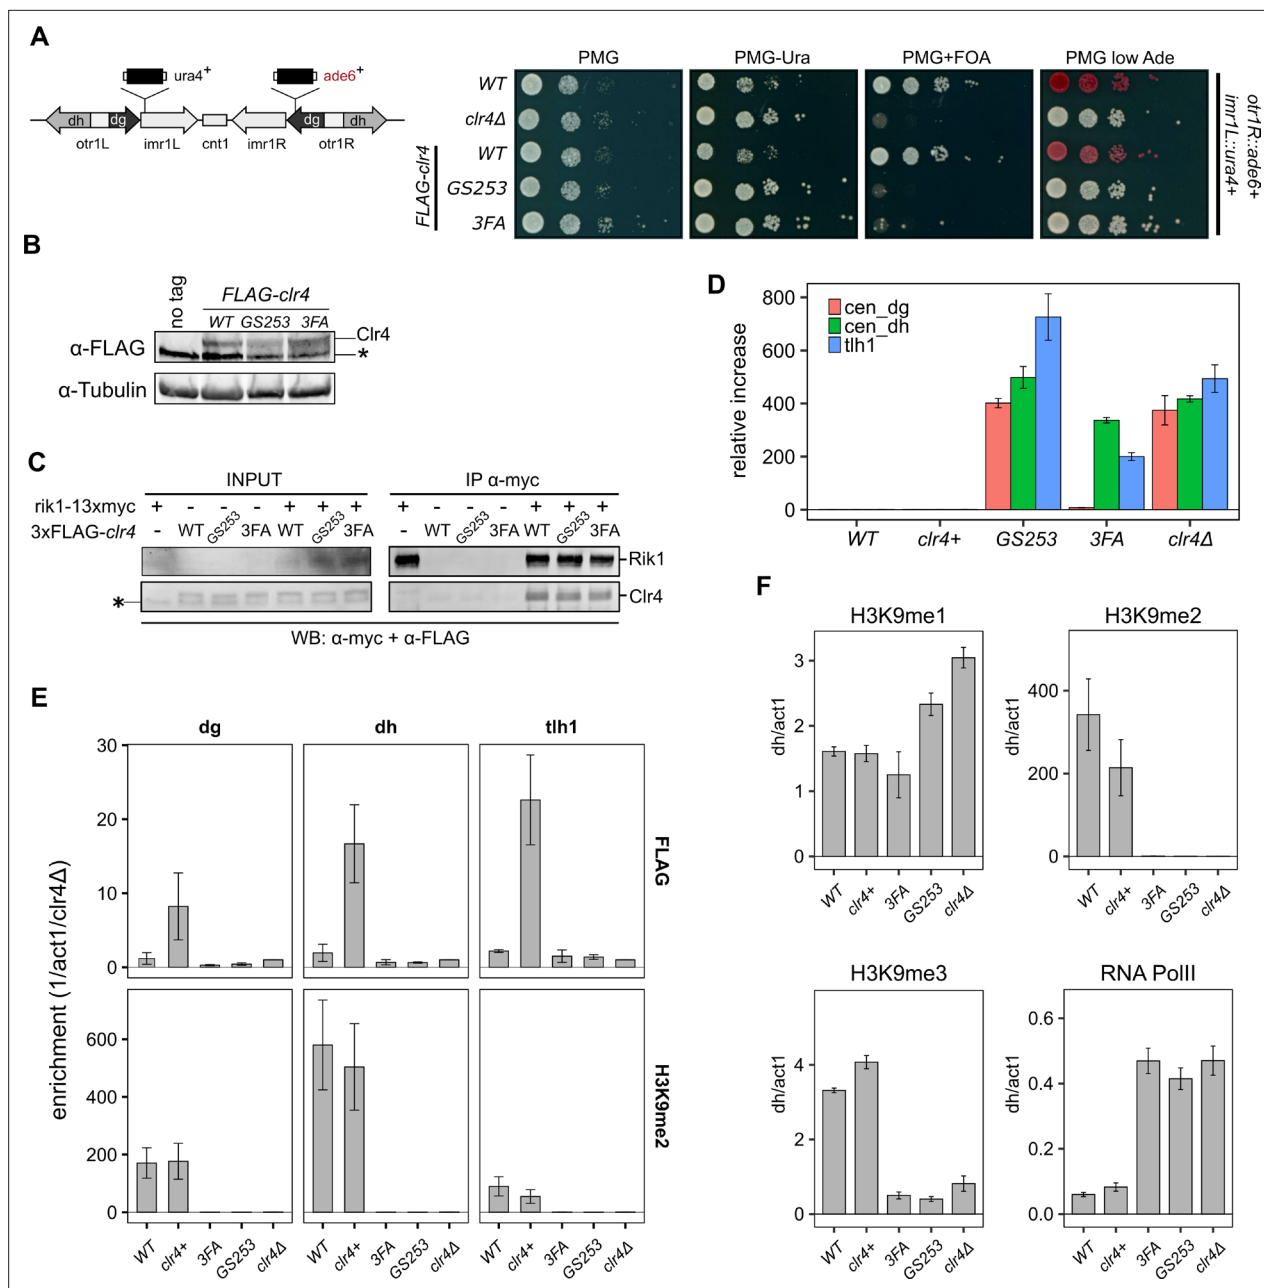 A
ura4+
ade6+
dh
dg
dg
dh
otr1L
imr1L
cnt1
imr1R
otr1R
PMG
PMG-Ura
PMG+FOA
PMG low Ade
WT
clr4Δ
WT
GS253
3FA
FLAG-clr4
otr1R::ade6+
imr1L::ura4+
B
no tag
FLAG-clr4
WT GS253 3FA
α-FLAG
Clr4
*
α-Tubulin
C
INPUT
IP α-myc
rik1-13xmyc + - - - + + + + - - - + + +
3xFLAG-clr4 - WT GS253 3FA WT GS253 3FA - WT GS253 3FA WT GS253 3FA
Rik1
*
Clr4
WB: α-myc + α-FLAG
D
relative increase
800
600
400
200
0
cen_dg
cen_dh
tlh1
WT clr4+ GS253 3FA clr4Δ
E
dg dh tlh1
enrichment (1/act1/clr4Δ)
30
20
10
0
FLAG
600
400
200
0
H3K9me2
WT clr4+ 3FA GS253 clr4Δ WT clr4+ 3FA GS253 clr4Δ WT clr4+ 3FA GS253 clr4Δ
F
H3K9me1
dh/act1
3
2
1
0
WT clr4+ 3FA GS253 clr4Δ
H3K9me2
dh/act1
400
200
0
WT clr4+ 3FA GS253 clr4Δ
H3K9me3
dh/act1
4
2
0
WT clr4+ 3FA GS253 clr4Δ
RNA PolII
dh/act1
0.6
0.4
0.2
0.0
WT clr4+ 3FA GS253 clr4Δ